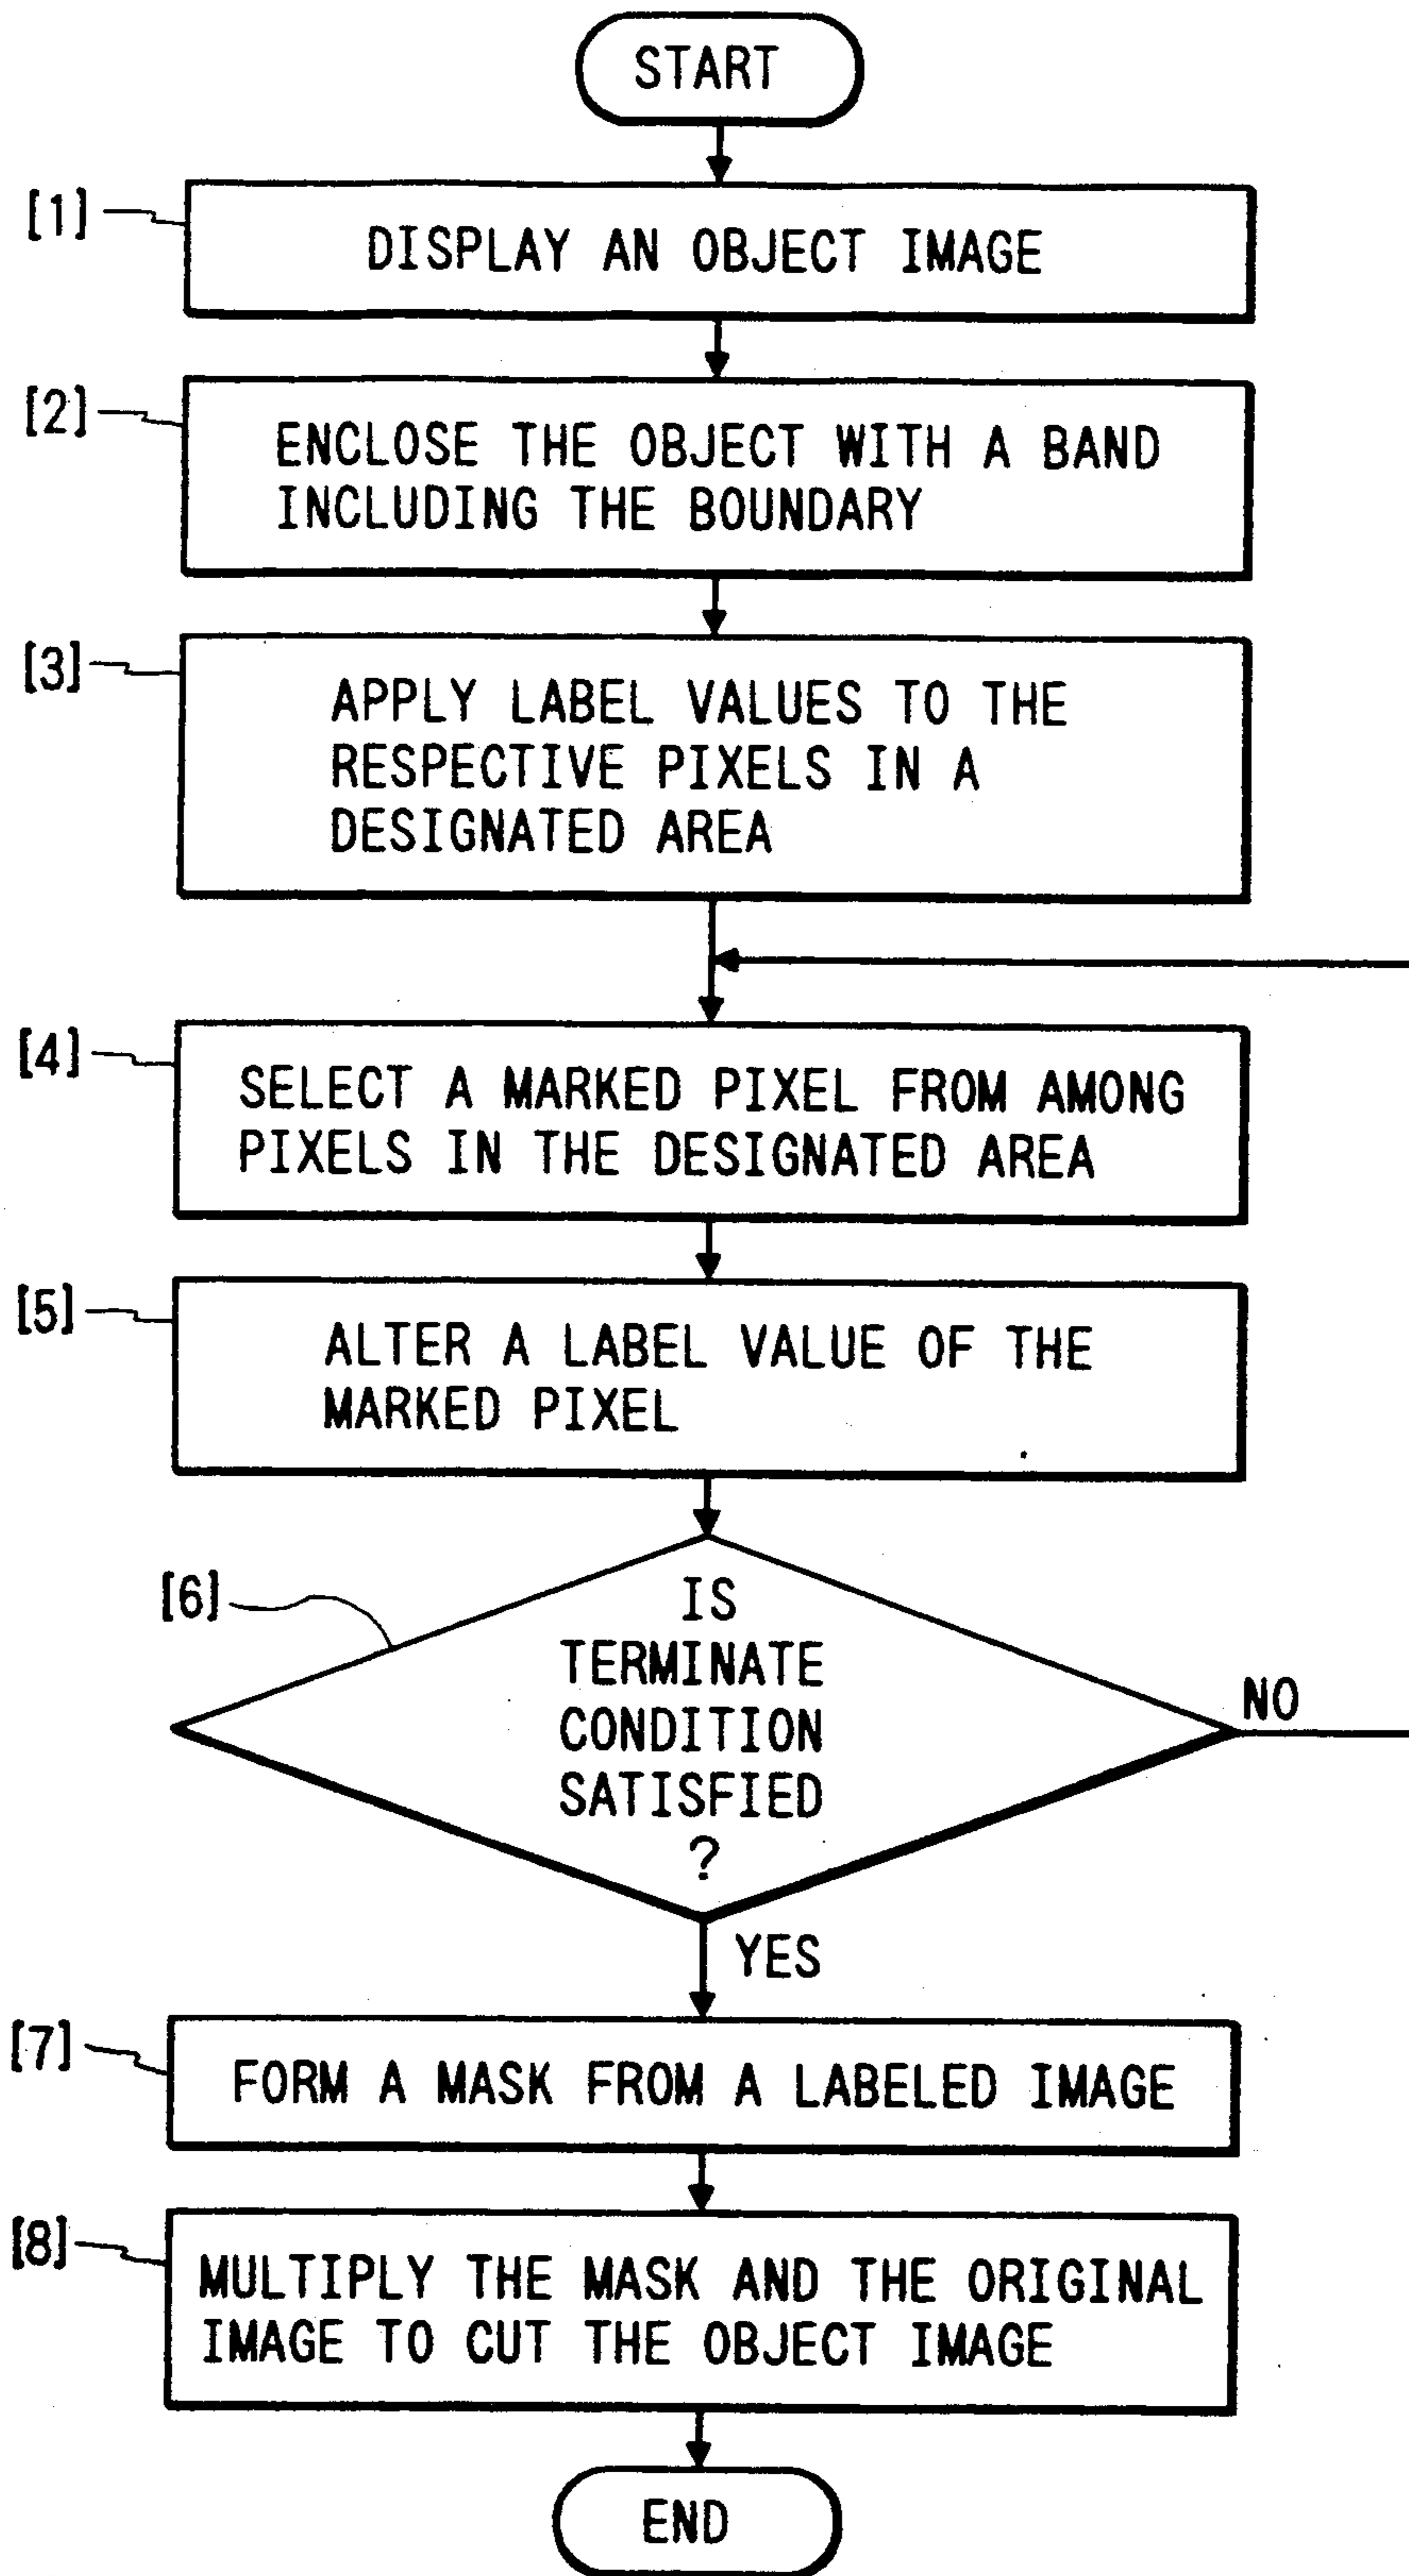 START
[1]
DISPLAY AN OBJECT IMAGE
[2]
ENCLOSE THE OBJECT WITH A BAND
INCLUDING THE BOUNDARY
[3]
APPLY LABEL VALUES TO THE
RESPECTIVE PIXELS IN A
DESIGNATED AREA
[4]
SELECT A MARKED PIXEL FROM AMONG
PIXELS IN THE DESIGNATED AREA
[5]
ALTER A LABEL VALUE OF THE
MARKED PIXEL
[6]
IS
TERMINATE
CONDITION
SATISFIED
?
NO
YES
[7]
FORM A MASK FROM A LABELED IMAGE
[8]
MULTIPLY THE MASK AND THE ORIGINAL
IMAGE TO CUT THE OBJECT IMAGE
END